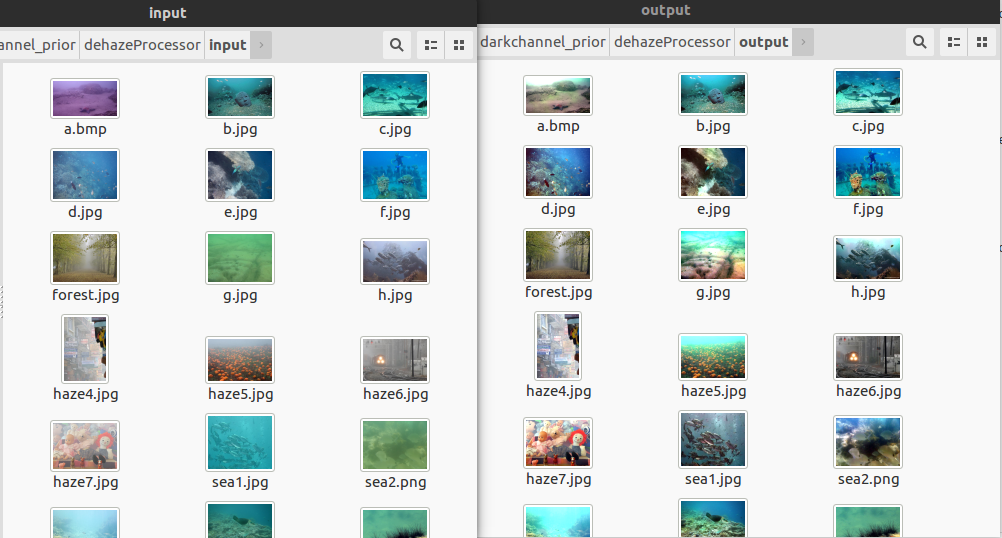 input
annel_prior dehazeProcessor input
a.bmp b.jpg c.jpg
d.jpg e.jpg f.jpg
forest.jpg g.jpg h.jpg
haze4.jpg haze5.jpg haze6.jpg
haze7.jpg sea1.jpg sea2.png
output
darkchannel_prior dehazeProcessor output
a.bmp b.jpg c.jpg
d.jpg e.jpg f.jpg
forest.jpg g.jpg h.jpg
haze4.jpg haze5.jpg haze6.jpg
haze7.jpg sea1.jpg sea2.png